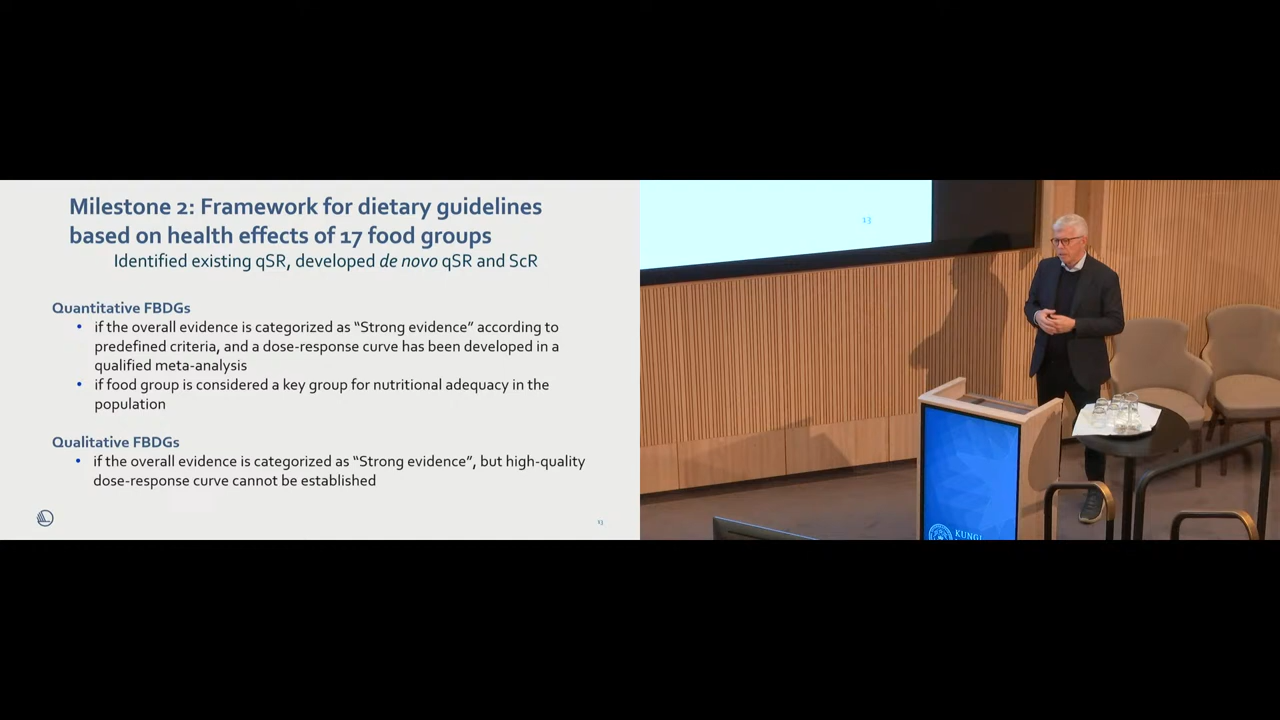 Milestone 2: Framework for dietary guidelines
based on health effects of 17 food groups
Identified existing qSR, developed de novo qSR and ScR
Quantitative FBDGs
• if the overall evidence is categorized as “Strong evidence” according to
predefined criteria, and a dose-response curve has been developed in a
qualified meta-analysis
• if food group is considered a key group for nutritional adequacy in the
population
Qualitative FBDGs
• if the overall evidence is categorized as “Strong evidence”, but high-quality
dose-response curve cannot be established
13
13
KUNGL